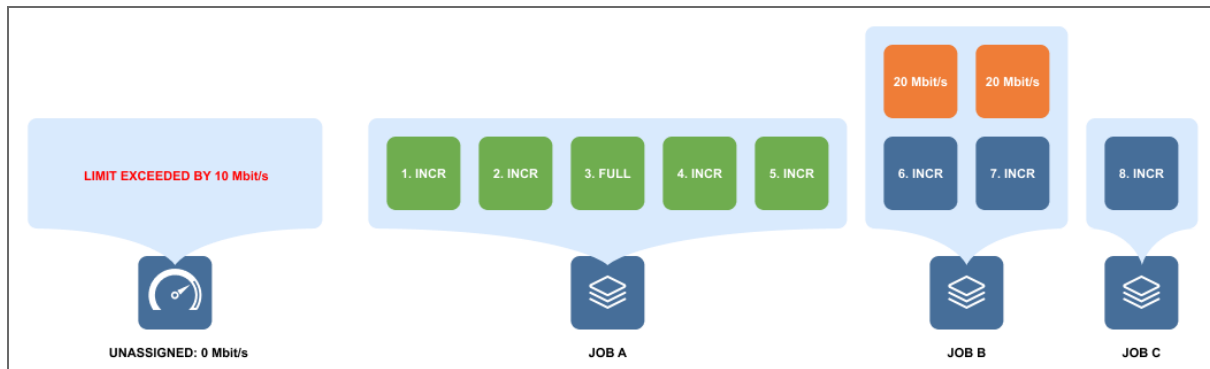 20 Mbit/s 20 Mbit/s
LIMIT EXCEEDED BY 10 Mbit/s
1. INCR 2. INCR 3. FULL 4. INCR 5. INCR 6. INCR 7. INCR 8. INCR
UNASSIGNED: 0 Mbit/s JOB A JOB B JOB C